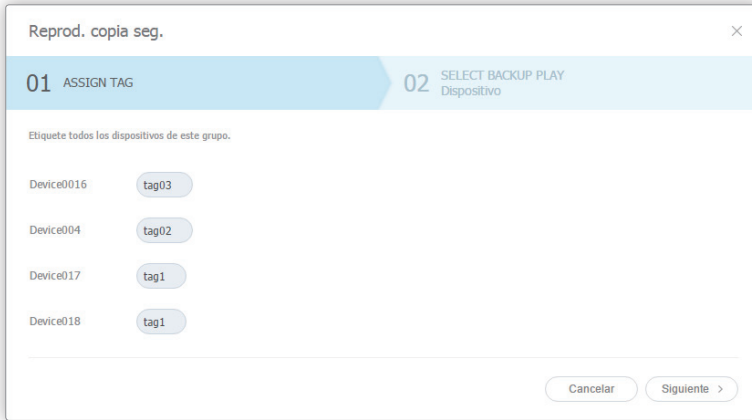 Reprod. copia seg.
01 ASSIGN TAG
02 SELECT BACKUP PLAY
Dispositivo
Etiquete todos los dispositivos de este grupo.
Device0016 tag03
Device004 tag02
Device017 tag1
Device018 tag1
Cancelar Siguiente >